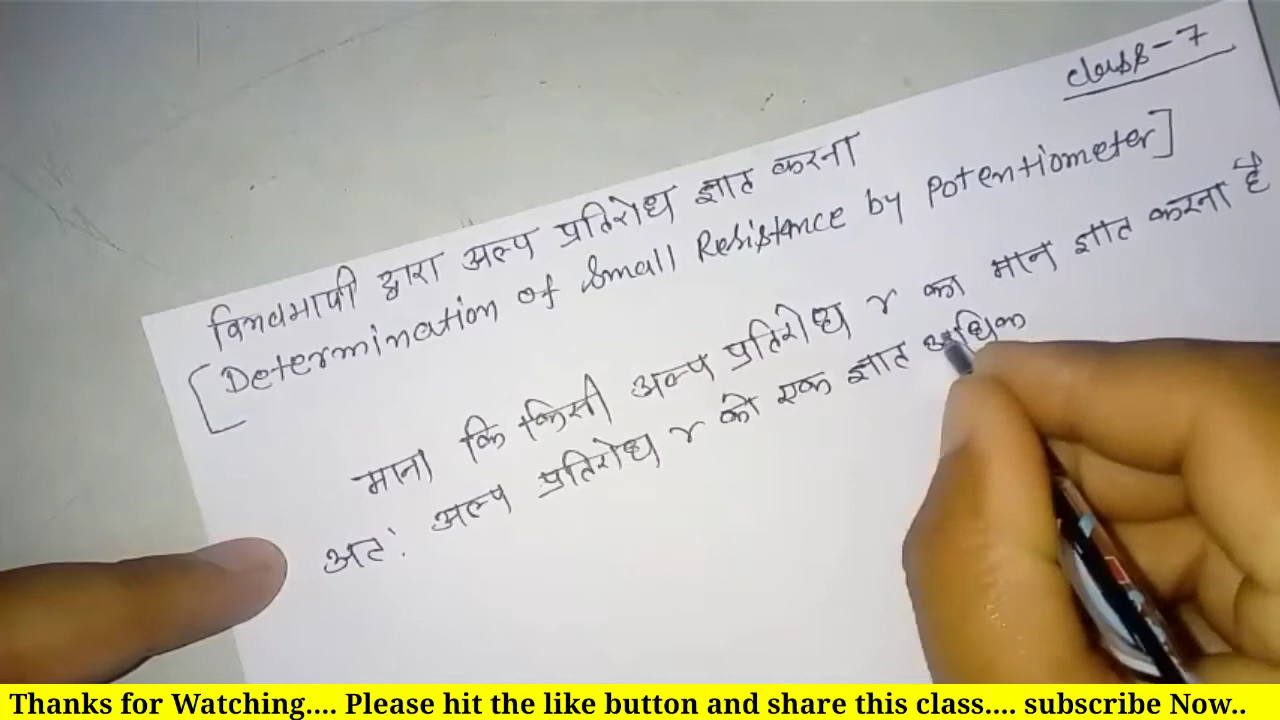 class-7
विभवमापी द्वारा अल्प प्रतिरोध ज्ञात करना
[Determination of Small Resistance by Potentiometer]
माना कि किसी अल्प प्रतिरोध r का मान ज्ञात करना है
अतः अल्प प्रतिरोध r को एक ज्ञात अधिक
Thanks for Watching.... Please hit the like button and share this class.... subscribe Now..